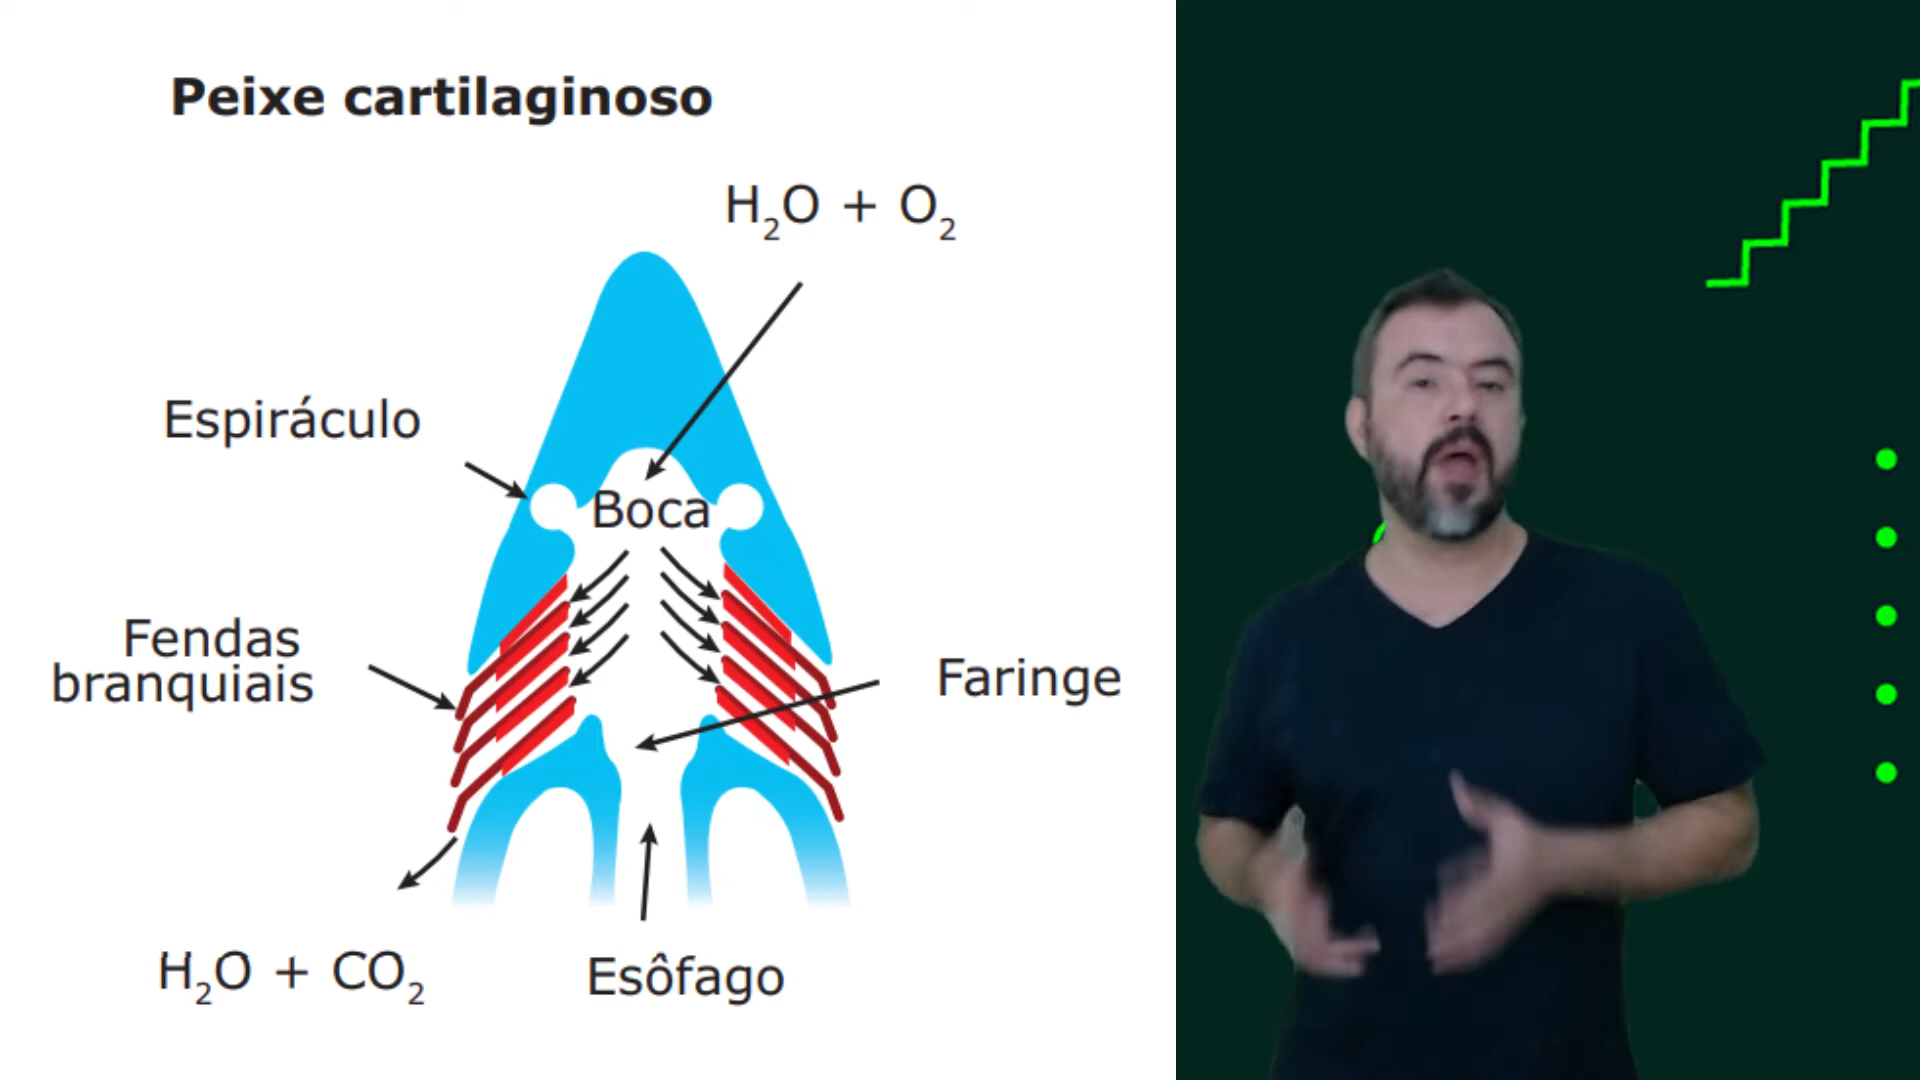 Peixe cartilaginoso
H₂O + O₂
Espiráculo
Boca
Fendas
branquiais
Faringe
H₂O + CO₂
Esôfago